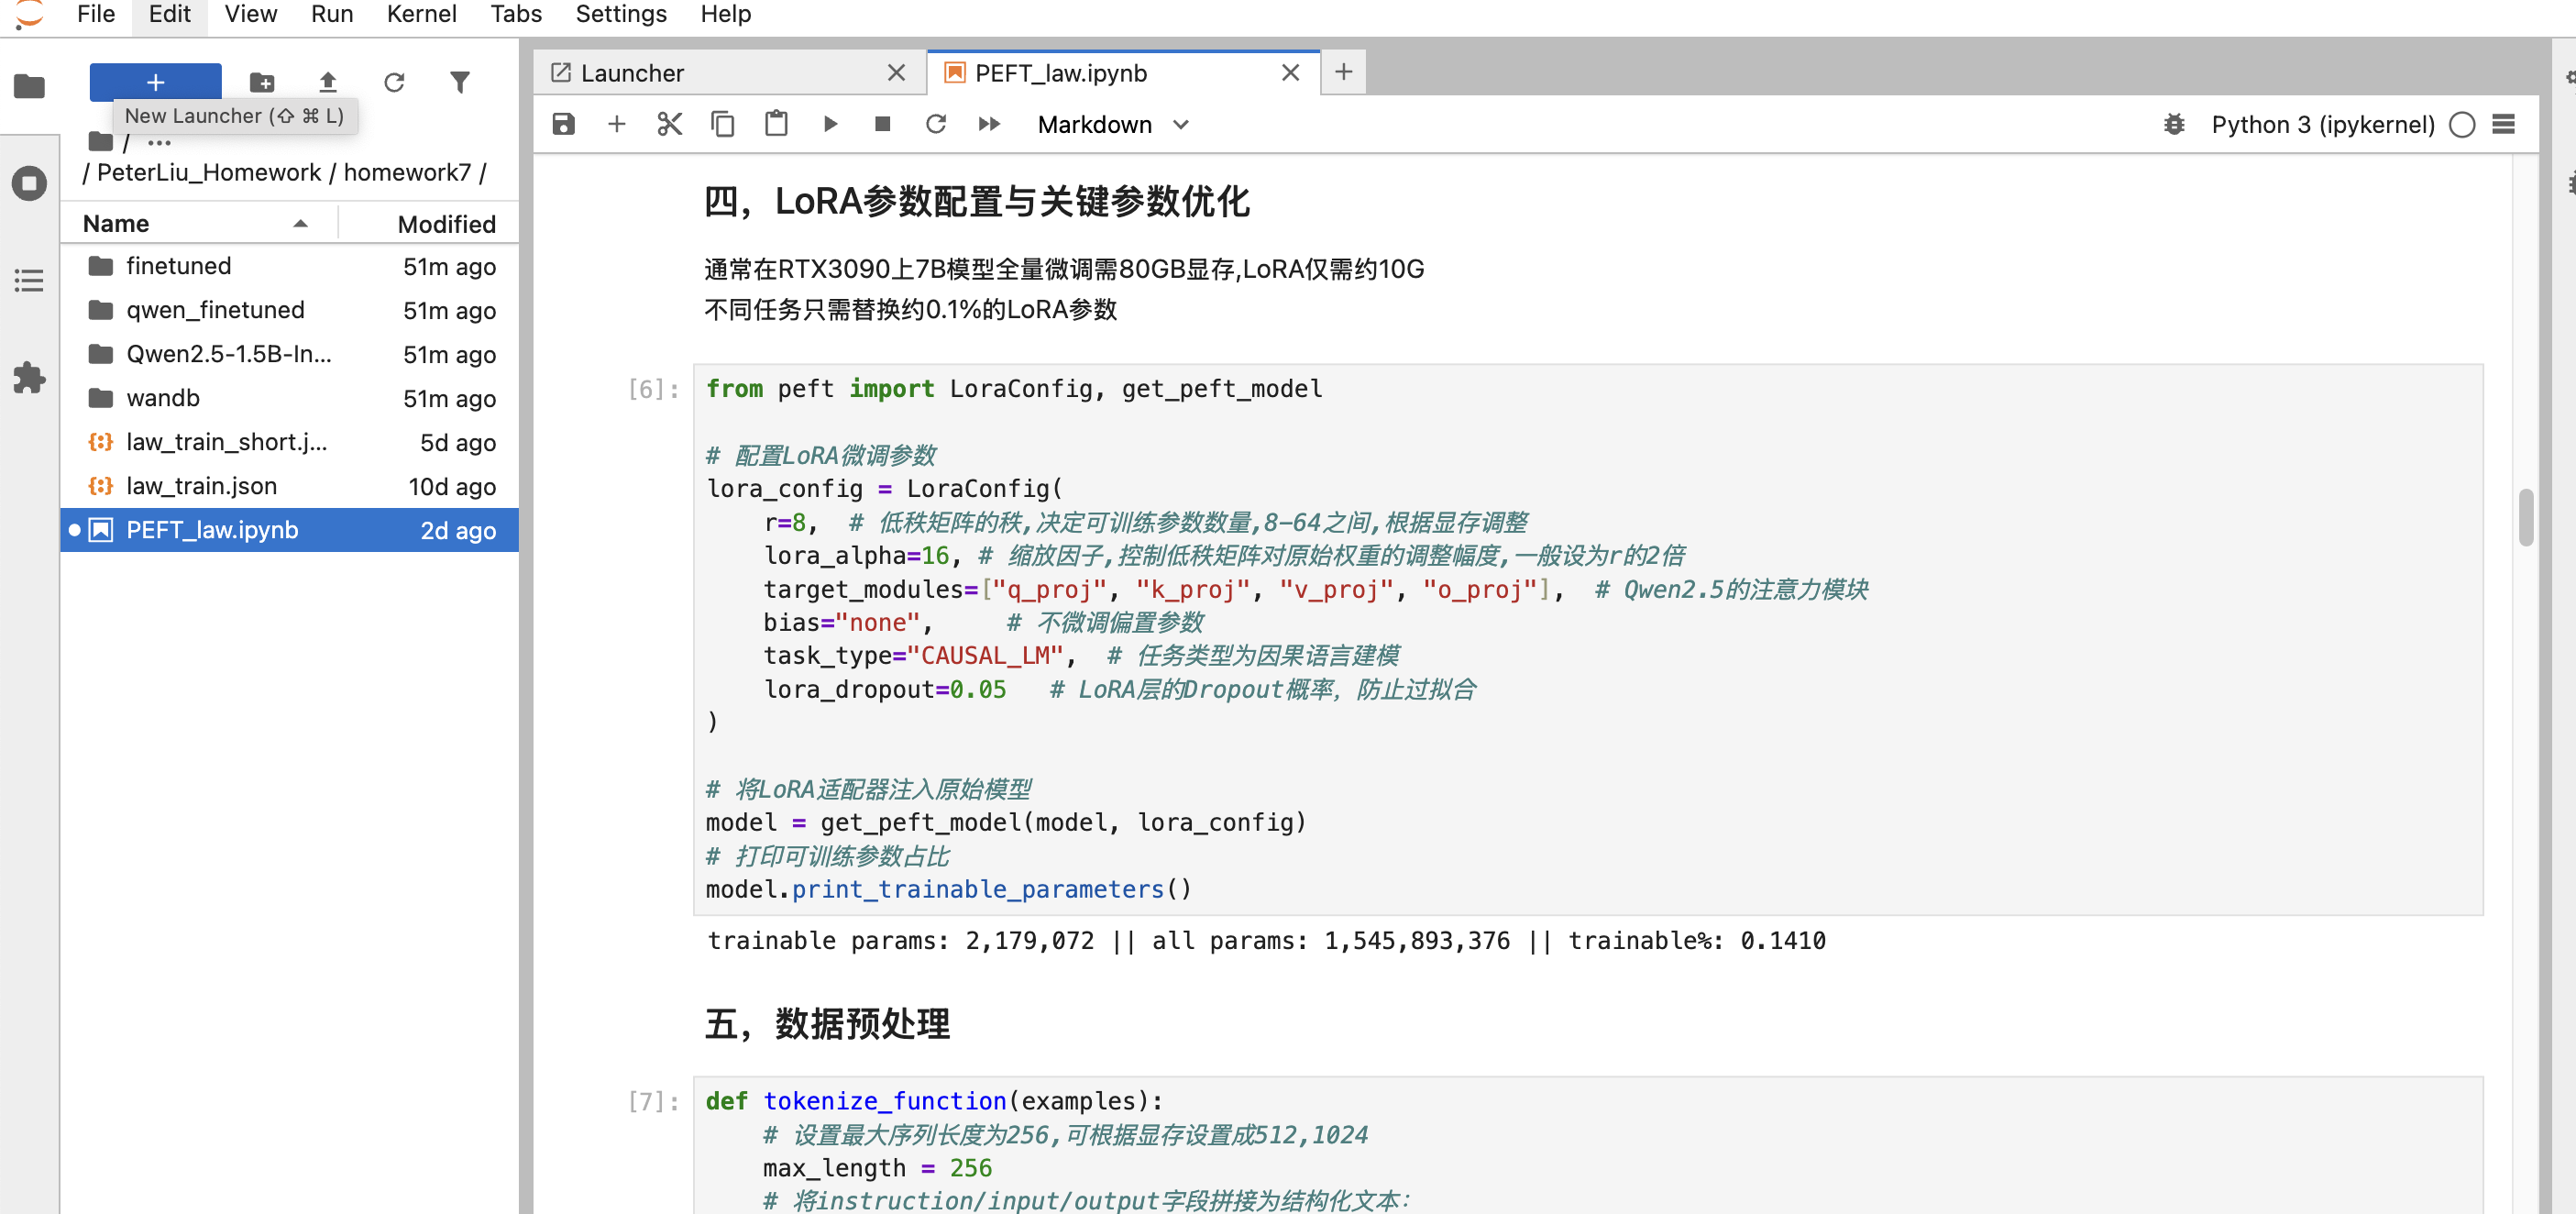 File Edit View Run Kernel Tabs Settings Help
+
New Launcher (⇧ ⌘ L)
/ ...
/ PeterLiu_Homework / homework7 /
Name Modified
finetuned 51m ago
qwen_finetuned 51m ago
Qwen2.5-1.5B-In... 51m ago
wandb 51m ago
law_train_short.j... 5d ago
law_train.json 10d ago
PEFT_law.ipynb 2d ago
Launcher
PEFT_law.ipynb
Markdown
Python 3 (ipykernel)
四，LoRA参数配置与关键参数优化
通常在RTX3090上7B模型全量微调需80GB显存,LoRA仅需约10G
不同任务只需替换约0.1%的LoRA参数
[6]:
from peft import LoraConfig, get_peft_model
# 配置LoRA微调参数
lora_config = LoraConfig(
    r=8,  # 低秩矩阵的秩,决定可训练参数数量,8-64之间,根据显存调整
    lora_alpha=16, # 缩放因子,控制低秩矩阵对原始权重的调整幅度,一般设为r的2倍
    target_modules=["q_proj", "k_proj", "v_proj", "o_proj"],  # Qwen2.5的注意力模块
    bias="none",     # 不微调偏置参数
    task_type="CAUSAL_LM",  # 任务类型为因果语言建模
    lora_dropout=0.05   # LoRA层的Dropout概率，防止过拟合
)
# 将LoRA适配器注入原始模型
model = get_peft_model(model, lora_config)
# 打印可训练参数占比
model.print_trainable_parameters()
trainable params: 2,179,072 || all params: 1,545,893,376 || trainable%: 0.1410
五，数据预处理
[7]:
def tokenize_function(examples):
    # 设置最大序列长度为256,可根据显存设置成512,1024
    max_length = 256
    # 将instruction/input/output字段拼接为结构化文本：